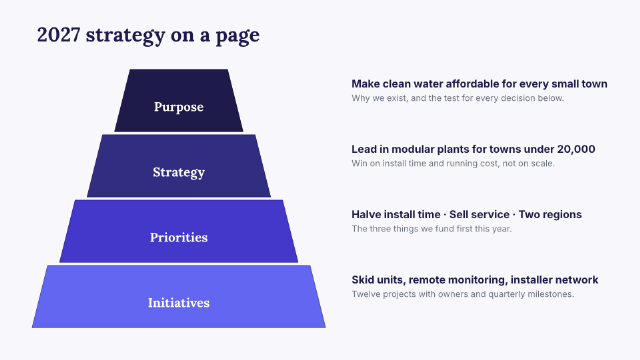 2027 strategy on a page
Purpose
Make clean water affordable for every small town
Why we exist, and the test for every decision below.
Strategy
Lead in modular plants for towns under 20,000
Win on install time and running cost, not on scale.
Priorities
Halve install time · Sell service · Two regions
The three things we fund first this year.
Initiatives
Skid units, remote monitoring, installer network
Twelve projects with owners and quarterly milestones.